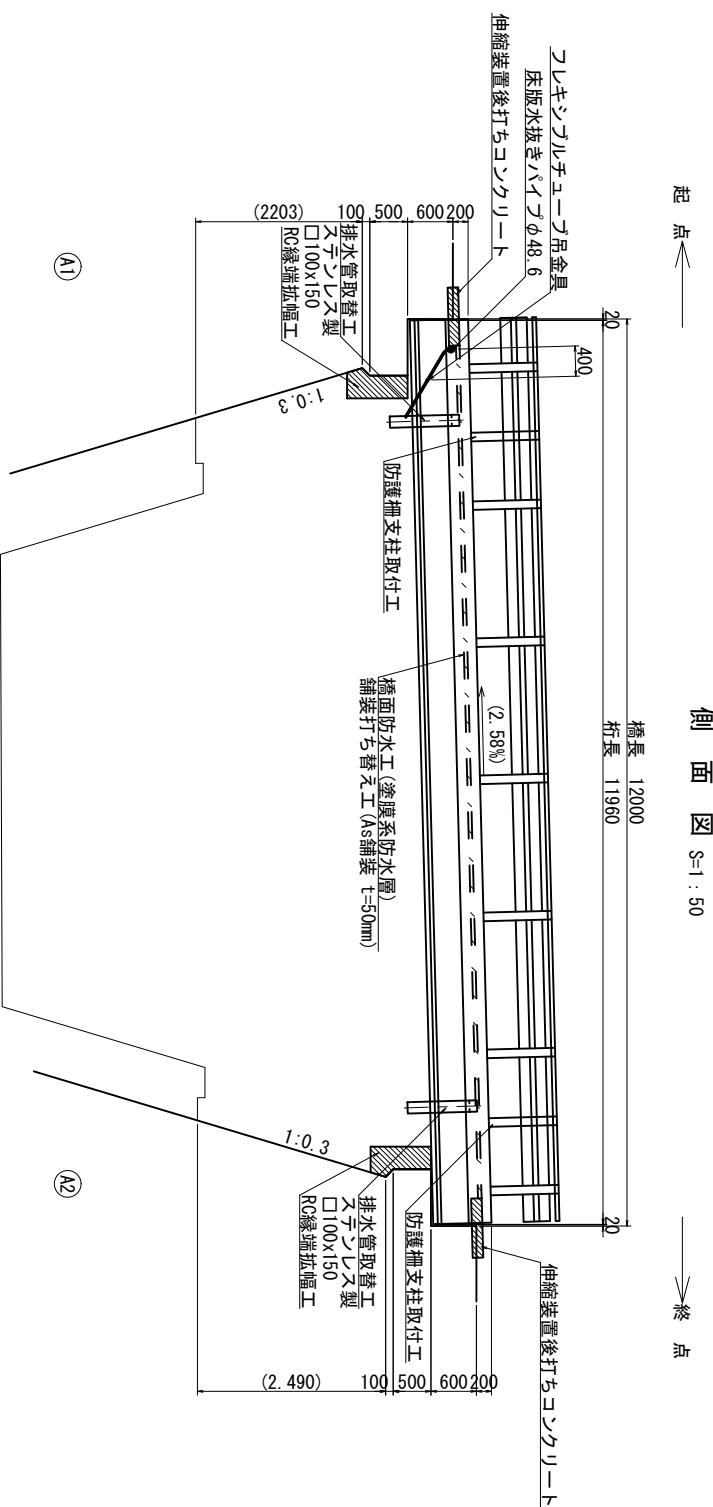 側面図 S=1:50
起点
終点
橋長 12000
桁長 11960
20
20
400
フレキシブルチューブ吊金具
床版水抜きパイプφ48.6
伸縮装置後打ちコンクリート
伸縮装置後打ちコンクリート
(2.58%)
200
600
500
100
(2203)
排水管取替工
ステンレス製
□100x150
RC縁端拡幅工
1:0.3
防護柵支柱取付工
橋面防水工(塗膜系防水層)
舗装打ち替え工(As舗装 t=50mm)
防護柵支柱取付工
排水管取替工
ステンレス製
□100x150
RC縁端拡幅工
1:0.3
200
600
500
100
(2.490)
A1
A2